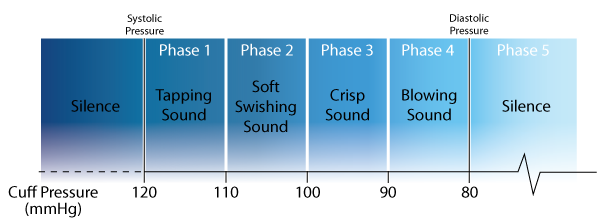 Systolic
Pressure
Diastolic
Pressure
Phase 1
Phase 2
Phase 3
Phase 4
Phase 5
Silence
Tapping
Sound
Soft
Swishing
Sound
Crisp
Sound
Blowing
Sound
Silence
Cuff Pressure
(mmHg)
120
110
100
90
80